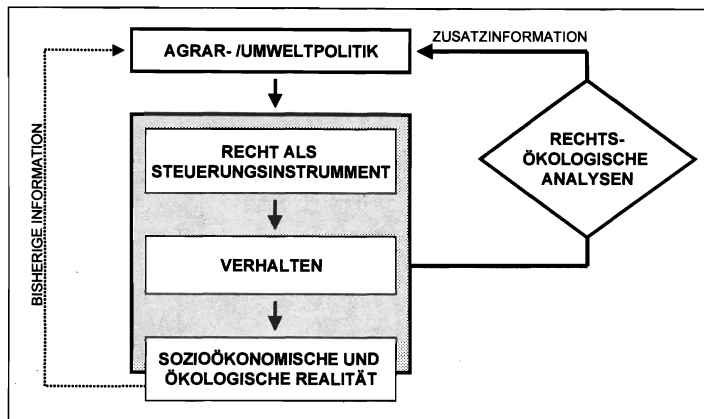 AGRAR- /UMWELTPOLITIK
ZUSATZINFORMATION
RECHT ALS
STEUERUNGSINSTRUMMENT
RECHTS-
ÖKOLOGISCHE
ANALYSEN
VERHALTEN
SOZIOÖKONOMISCHE UND
ÖKOLOGISCHE REALITÄT
BISHERIGE INFORMATION